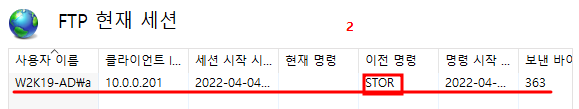 FTP 현재 세션
2
사용자 이름 클라이언트 I... 세션 시작 시... 현재 명령 이전 명령 명령 시작 ... 보낸 바이
W2K19-AD\a 10.0.0.201 2022-04-04... STOR 2022-04-... 363